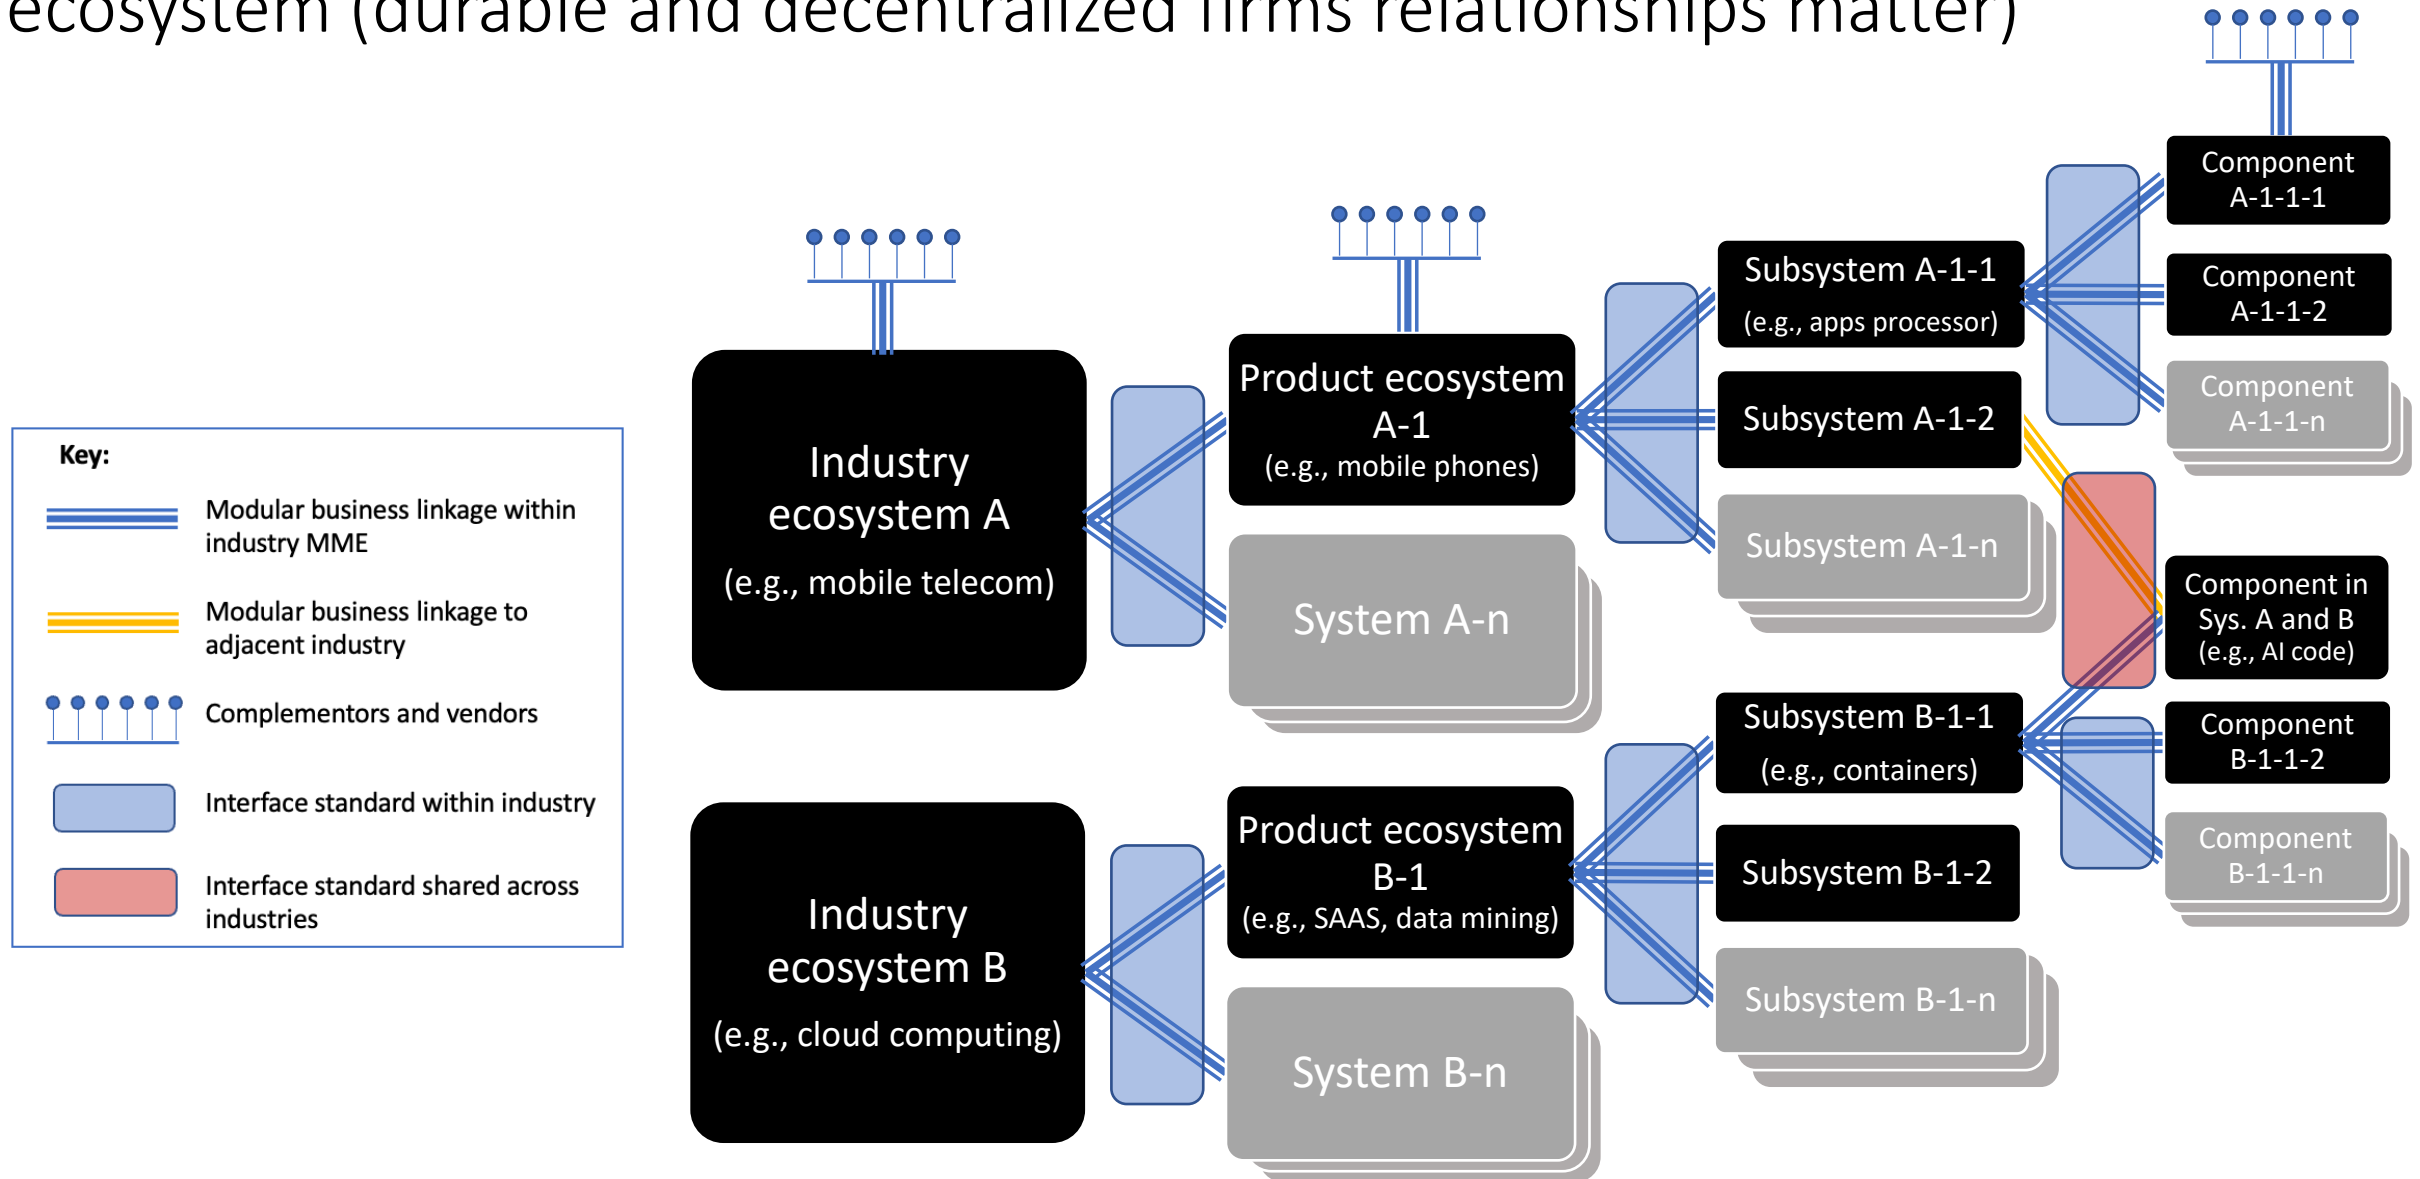 ecosystem (durable and decentralized firms relationships matter)
Key:
Modular business linkage within
industry MME
Modular business linkage to
adjacent industry
Complementors and vendors
Interface standard within industry
Interface standard shared across
industries
Industry
ecosystem A
(e.g., mobile telecom)
Product ecosystem
A-1
(e.g., mobile phones)
System A-n
Subsystem A-1-1
(e.g., apps processor)
Subsystem A-1-2
Subsystem A-1-n
Component
A-1-1-1
Component
A-1-1-2
Component
A-1-1-n
Component in
Sys. A and B
(e.g., AI code)
Industry
ecosystem B
(e.g., cloud computing)
Product ecosystem
B-1
(e.g., SAAS, data mining)
System B-n
Subsystem B-1-1
(e.g., containers)
Subsystem B-1-2
Subsystem B-1-n
Component
B-1-1-2
Component
B-1-1-n